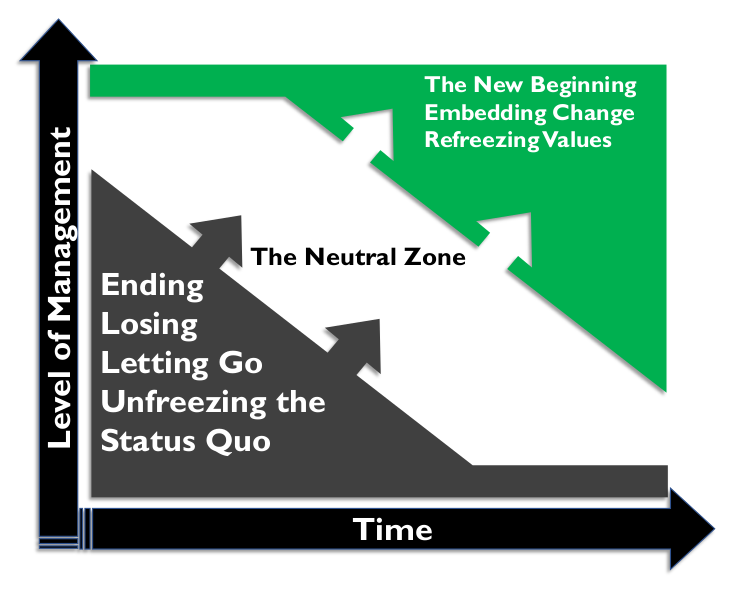 Level of Management
The New Beginning
Embedding Change
Refreezing Values
The Neutral Zone
Ending
Losing
Letting Go
Unfreezing the
Status Quo
Time